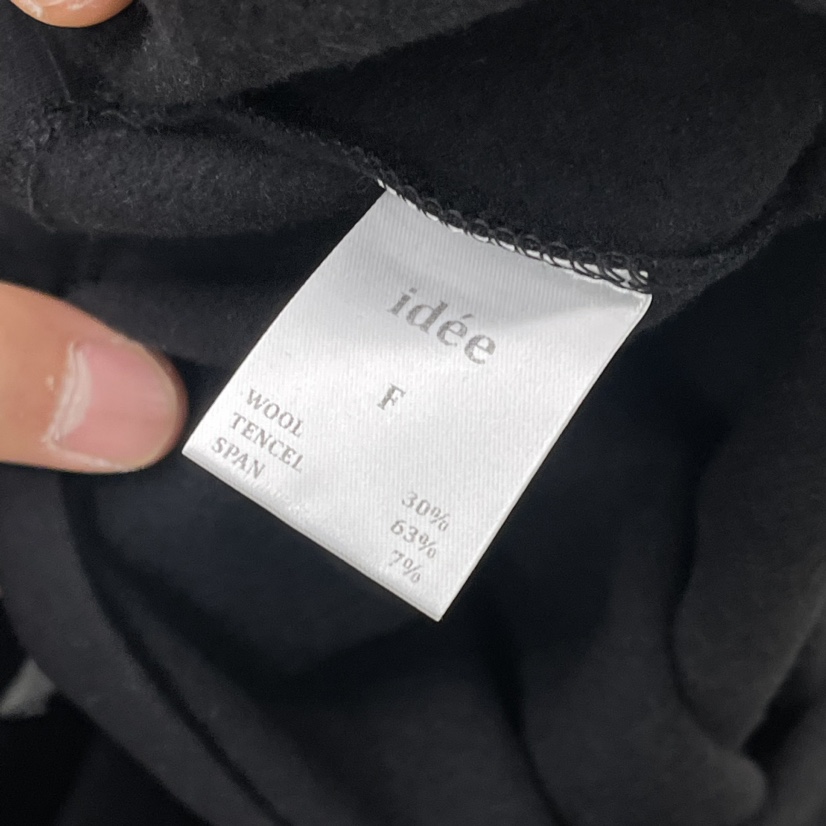 idée
F
WOOL 30%
TENCEL 63%
SPAN 7%